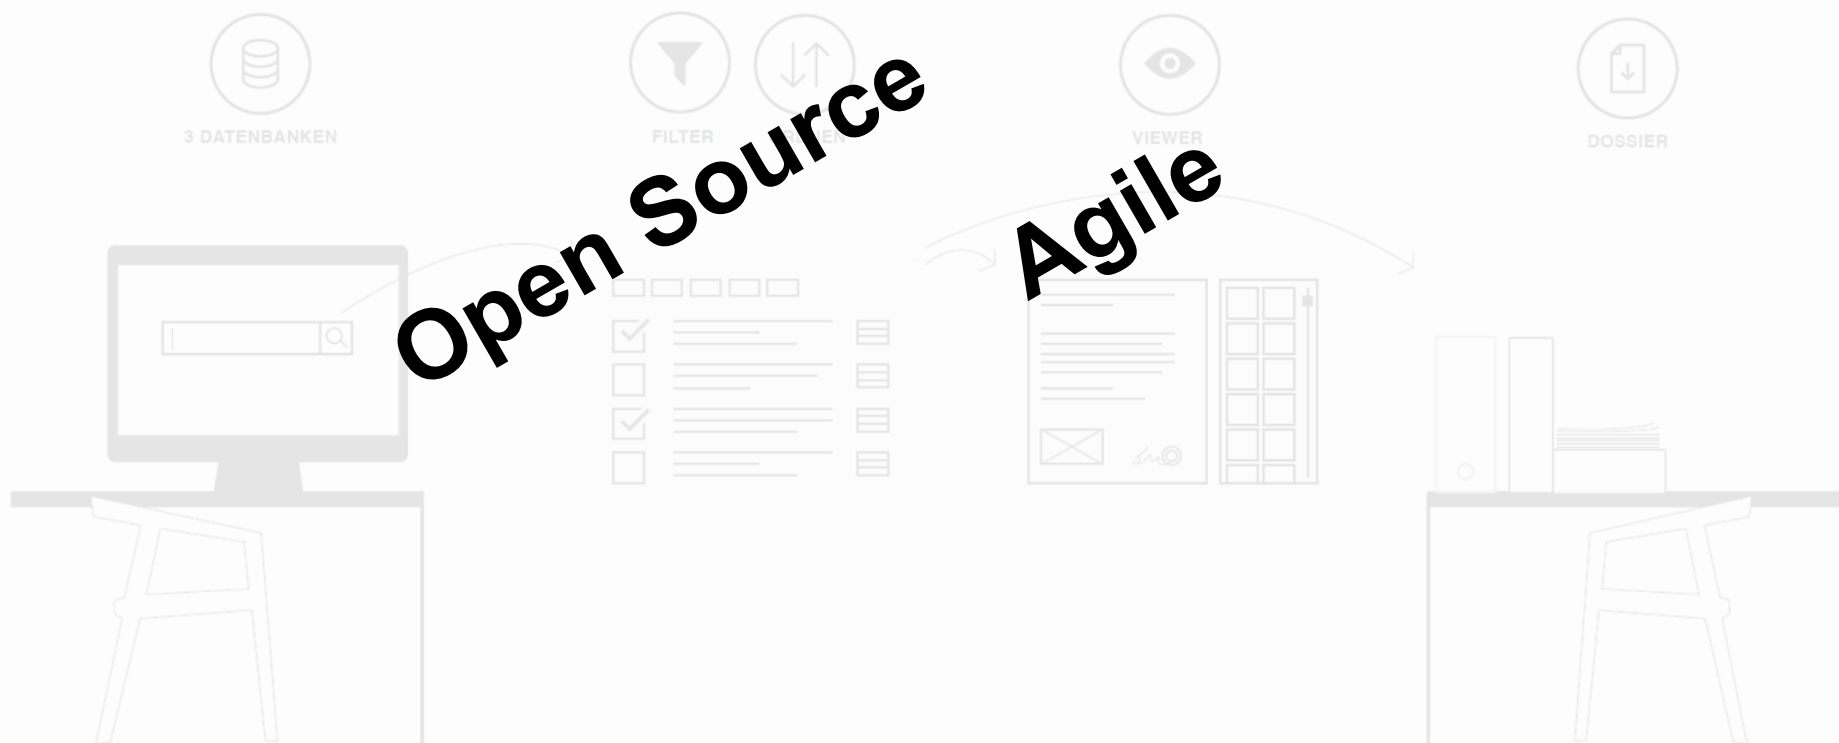 3 DATENBANKEN
FILTER
VIEWER
DOSSIER
Open Source
Agile